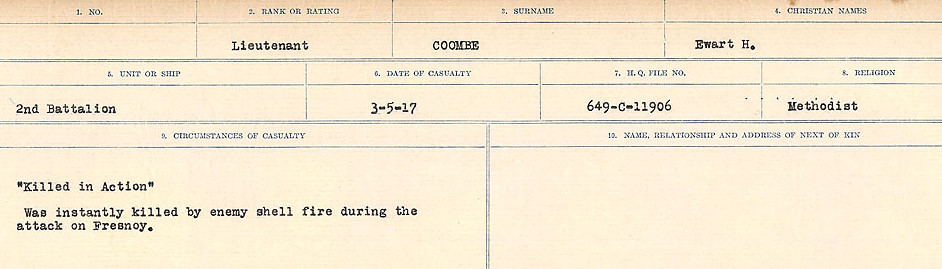 1. NO. 2. RANK OR RATING 3. SURNAME 4. CHRISTIAN NAMES
Lieutenant COOMBE Ewart H.
5. UNIT OR SHIP 6. DATE OF CASUALTY 7. H. Q. FILE NO. 8. RELIGION
2nd Battalion 3-5-17 649-C-11906 Methodist
9. CIRCUMSTANCES OF CASUALTY 10. NAME, RELATIONSHIP AND ADDRESS OF NEXT OF KIN
"Killed in Action"
Was instantly killed by enemy shell fire during the
attack on Fresnoy.